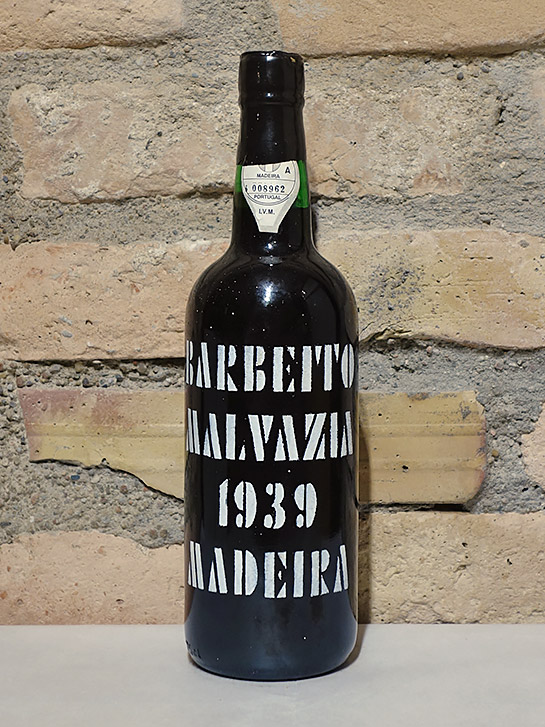 MADEIRA
A
008962
PORTUGAL
I.V.M.
BARBEITO
MALVAZIA
1939
MADEIRA